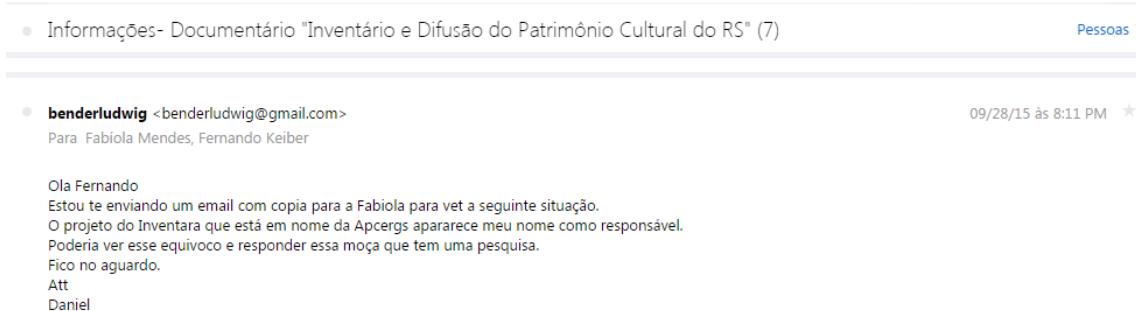 Informações- Documentário "Inventário e Difusão do Patrimônio Cultural do RS" (7) Pessoas
benderludwig <benderludwig@gmail.com> 09/28/15 às 8:11 PM
Para Fabíola Mendes, Fernando Keiber
Ola Fernando
Estou te enviando um email com copia para a Fabiola para vet a seguinte situação.
O projeto do Inventara que está em nome da Apcergs apararece meu nome como responsável.
Poderia ver esse equivoco e responder essa moça que tem uma pesquisa.
Fico no aguardo.
Att
Daniel